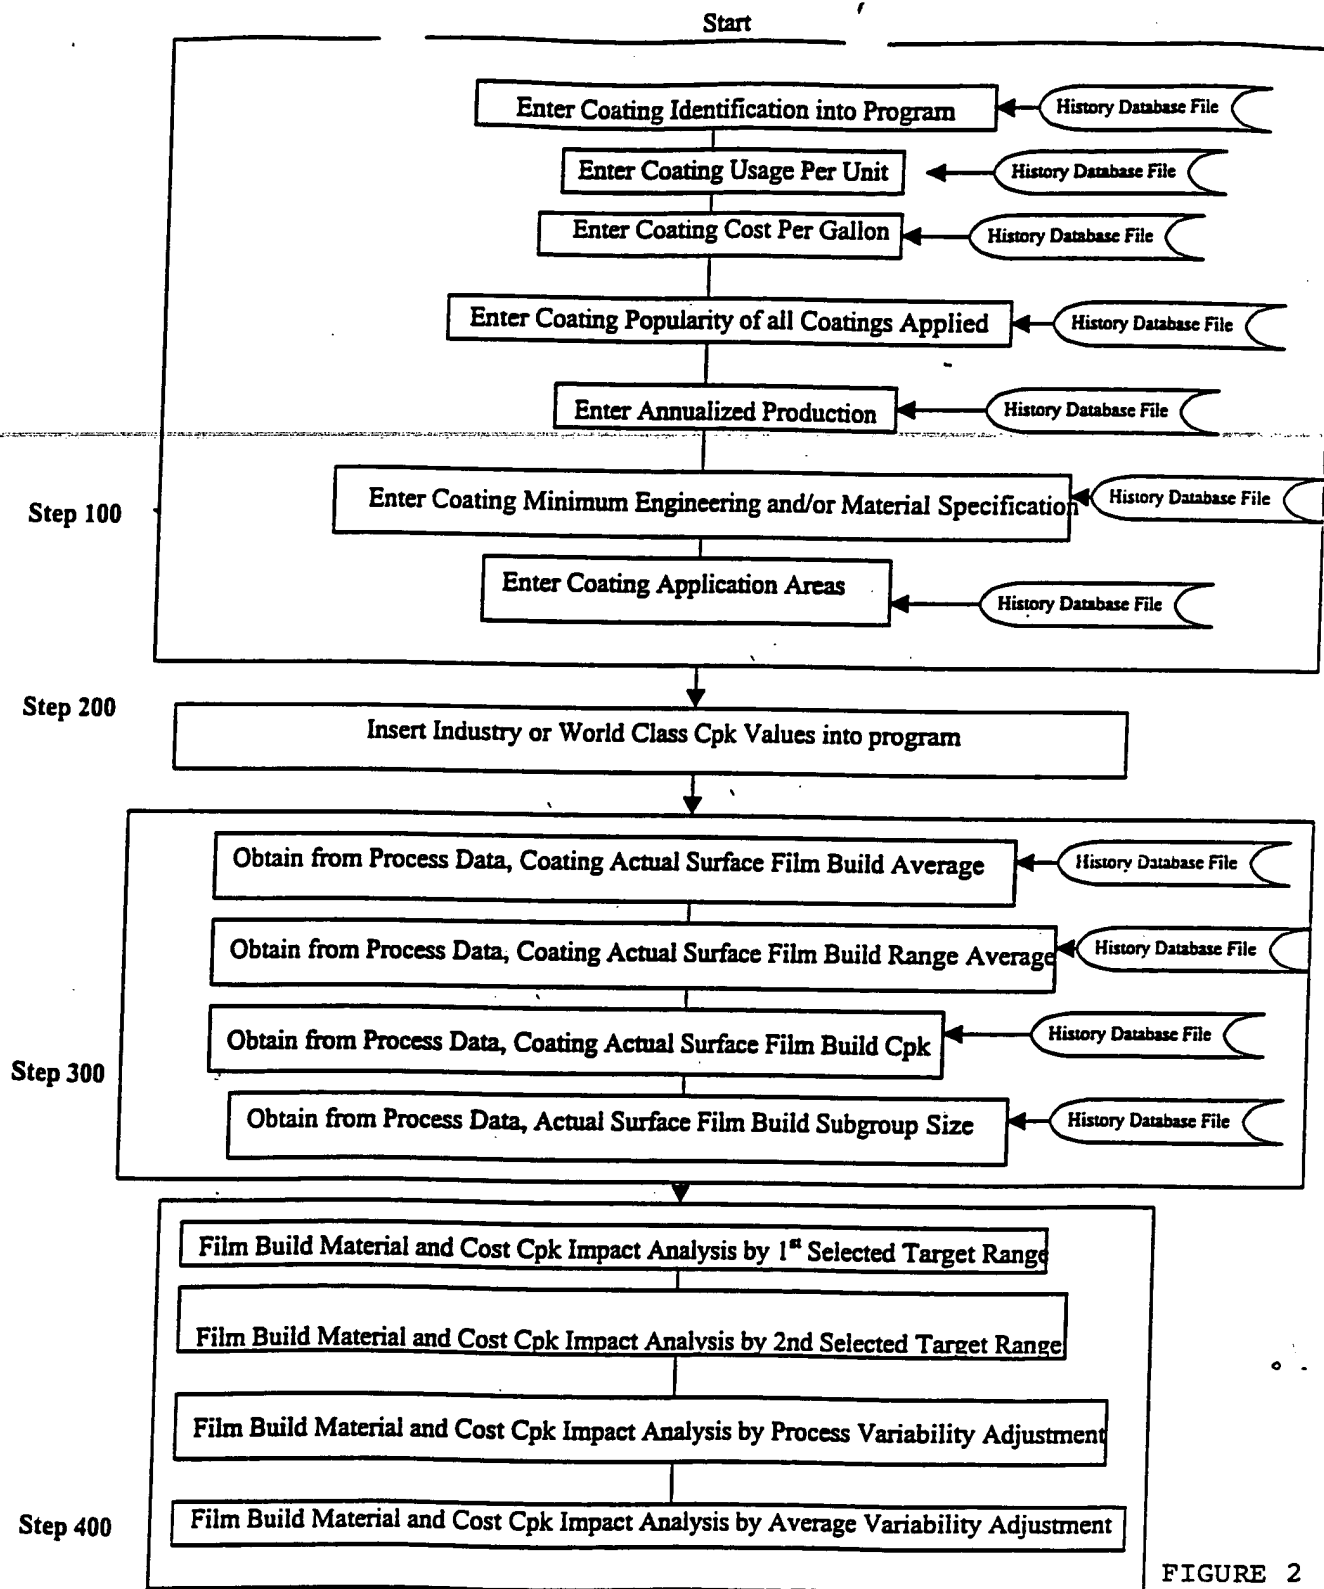 Start
Enter Coating Identification into Program
History Database File
Enter Coating Usage Per Unit
History Database File
Enter Coating Cost Per Gallon
History Database File
Enter Coating Popularity of all Coatings Applied
History Database File
Enter Annualized Production
History Database File
Step 100
Enter Coating Minimum Engineering and/or Material Specification
History Database File
Enter Coating Application Areas
History Database File
Step 200
Insert Industry or World Class Cpk Values into program
Obtain from Process Data, Coating Actual Surface Film Build Average
History Database File
Obtain from Process Data, Coating Actual Surface Film Build Range Average
History Database File
Obtain from Process Data, Coating Actual Surface Film Build Cpk
History Database File
Step 300
Obtain from Process Data, Actual Surface Film Build Subgroup Size
History Database File
Film Build Material and Cost Cpk Impact Analysis by 1st Selected Target Range
Film Build Material and Cost Cpk Impact Analysis by 2nd Selected Target Range
Film Build Material and Cost Cpk Impact Analysis by Process Variability Adjustment
Step 400
Film Build Material and Cost Cpk Impact Analysis by Average Variability Adjustment
FIGURE 2